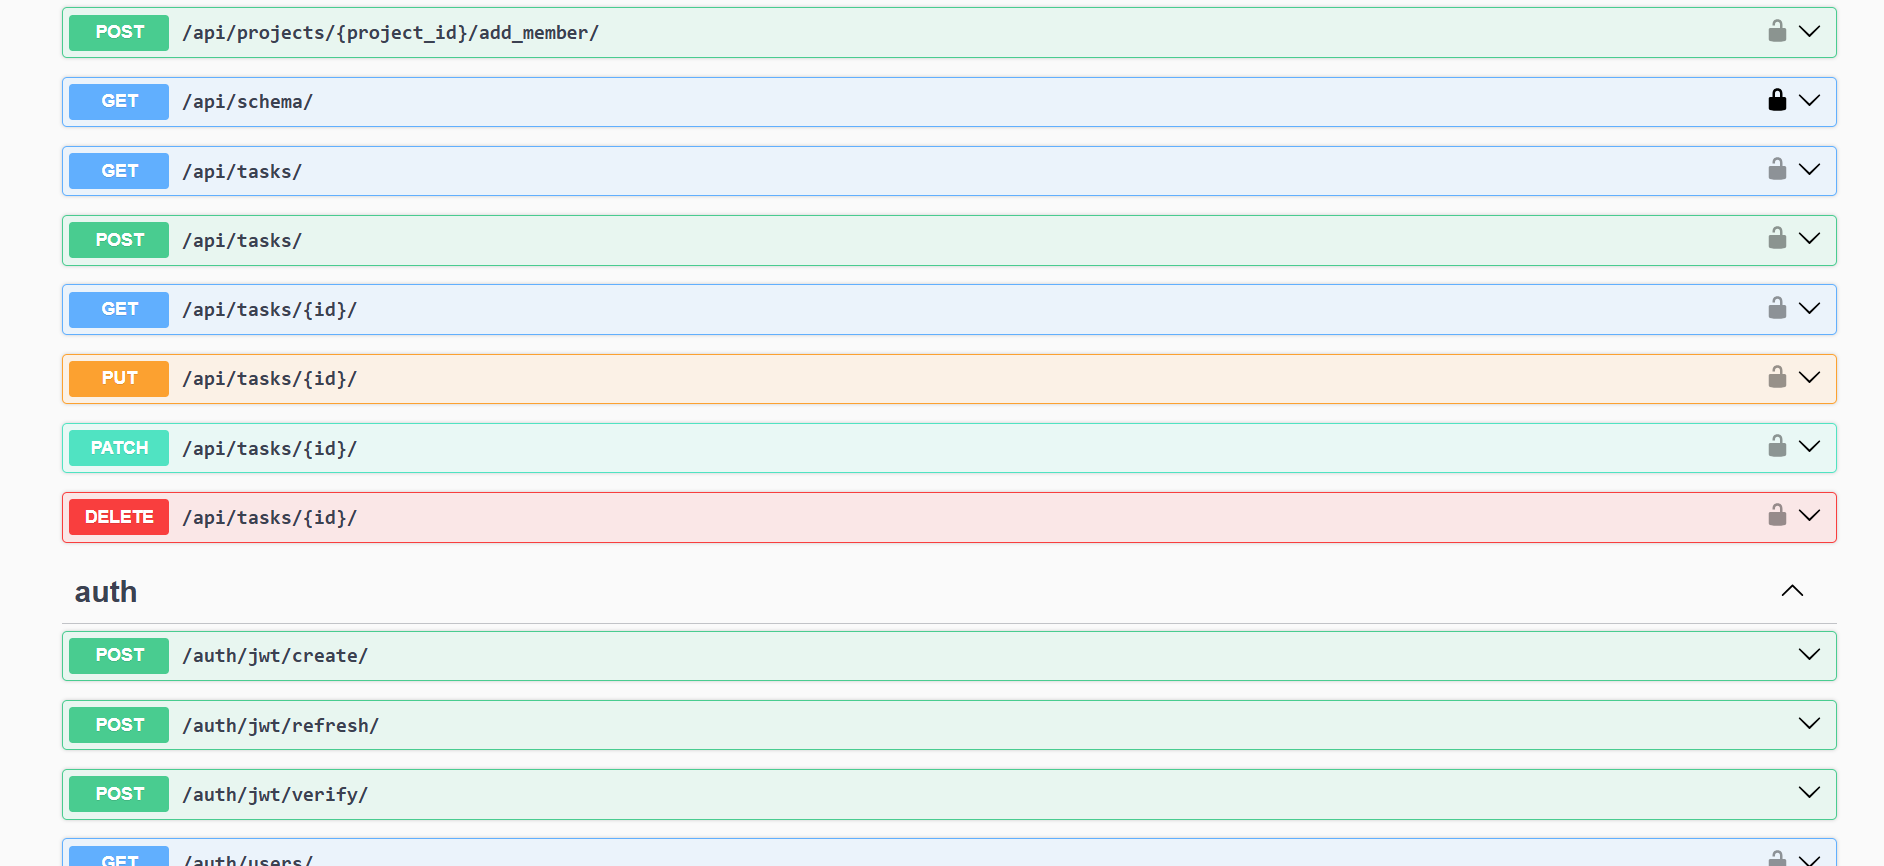 POST /api/projects/{project_id}/add_member/
GET /api/schema/
GET /api/tasks/
POST /api/tasks/
GET /api/tasks/{id}/
PUT /api/tasks/{id}/
PATCH /api/tasks/{id}/
DELETE /api/tasks/{id}/
auth
POST /auth/jwt/create/
POST /auth/jwt/refresh/
POST /auth/jwt/verify/
GET /auth/users/